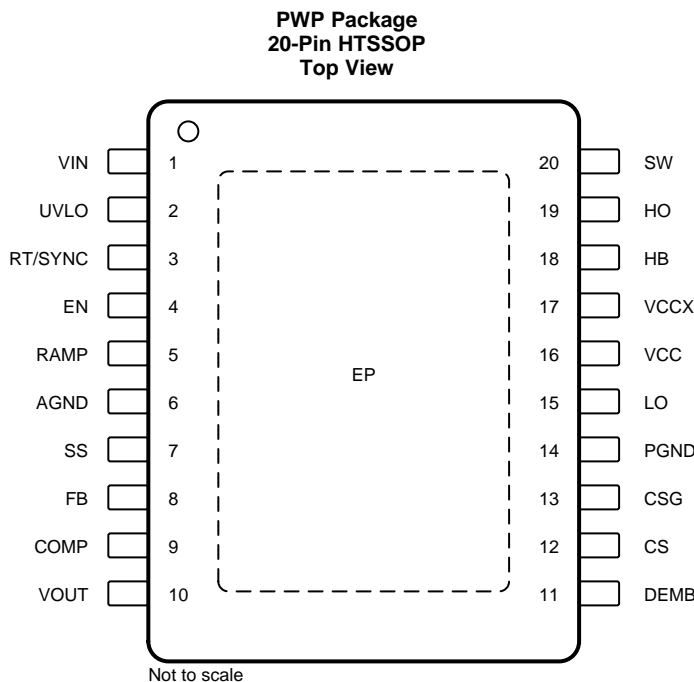 PWP Package
20-Pin HTSSOP
Top View
VIN 1 20 SW
UVLO 2 19 HO
RT/SYNC 3 18 HB
EN 4 17 VCCX
RAMP 5 16 VCC
EP
AGND 6 15 LO
SS 7 14 PGND
FB 8 13 CSG
COMP 9 12 CS
VOUT 10 11 DEMB
Not to scale